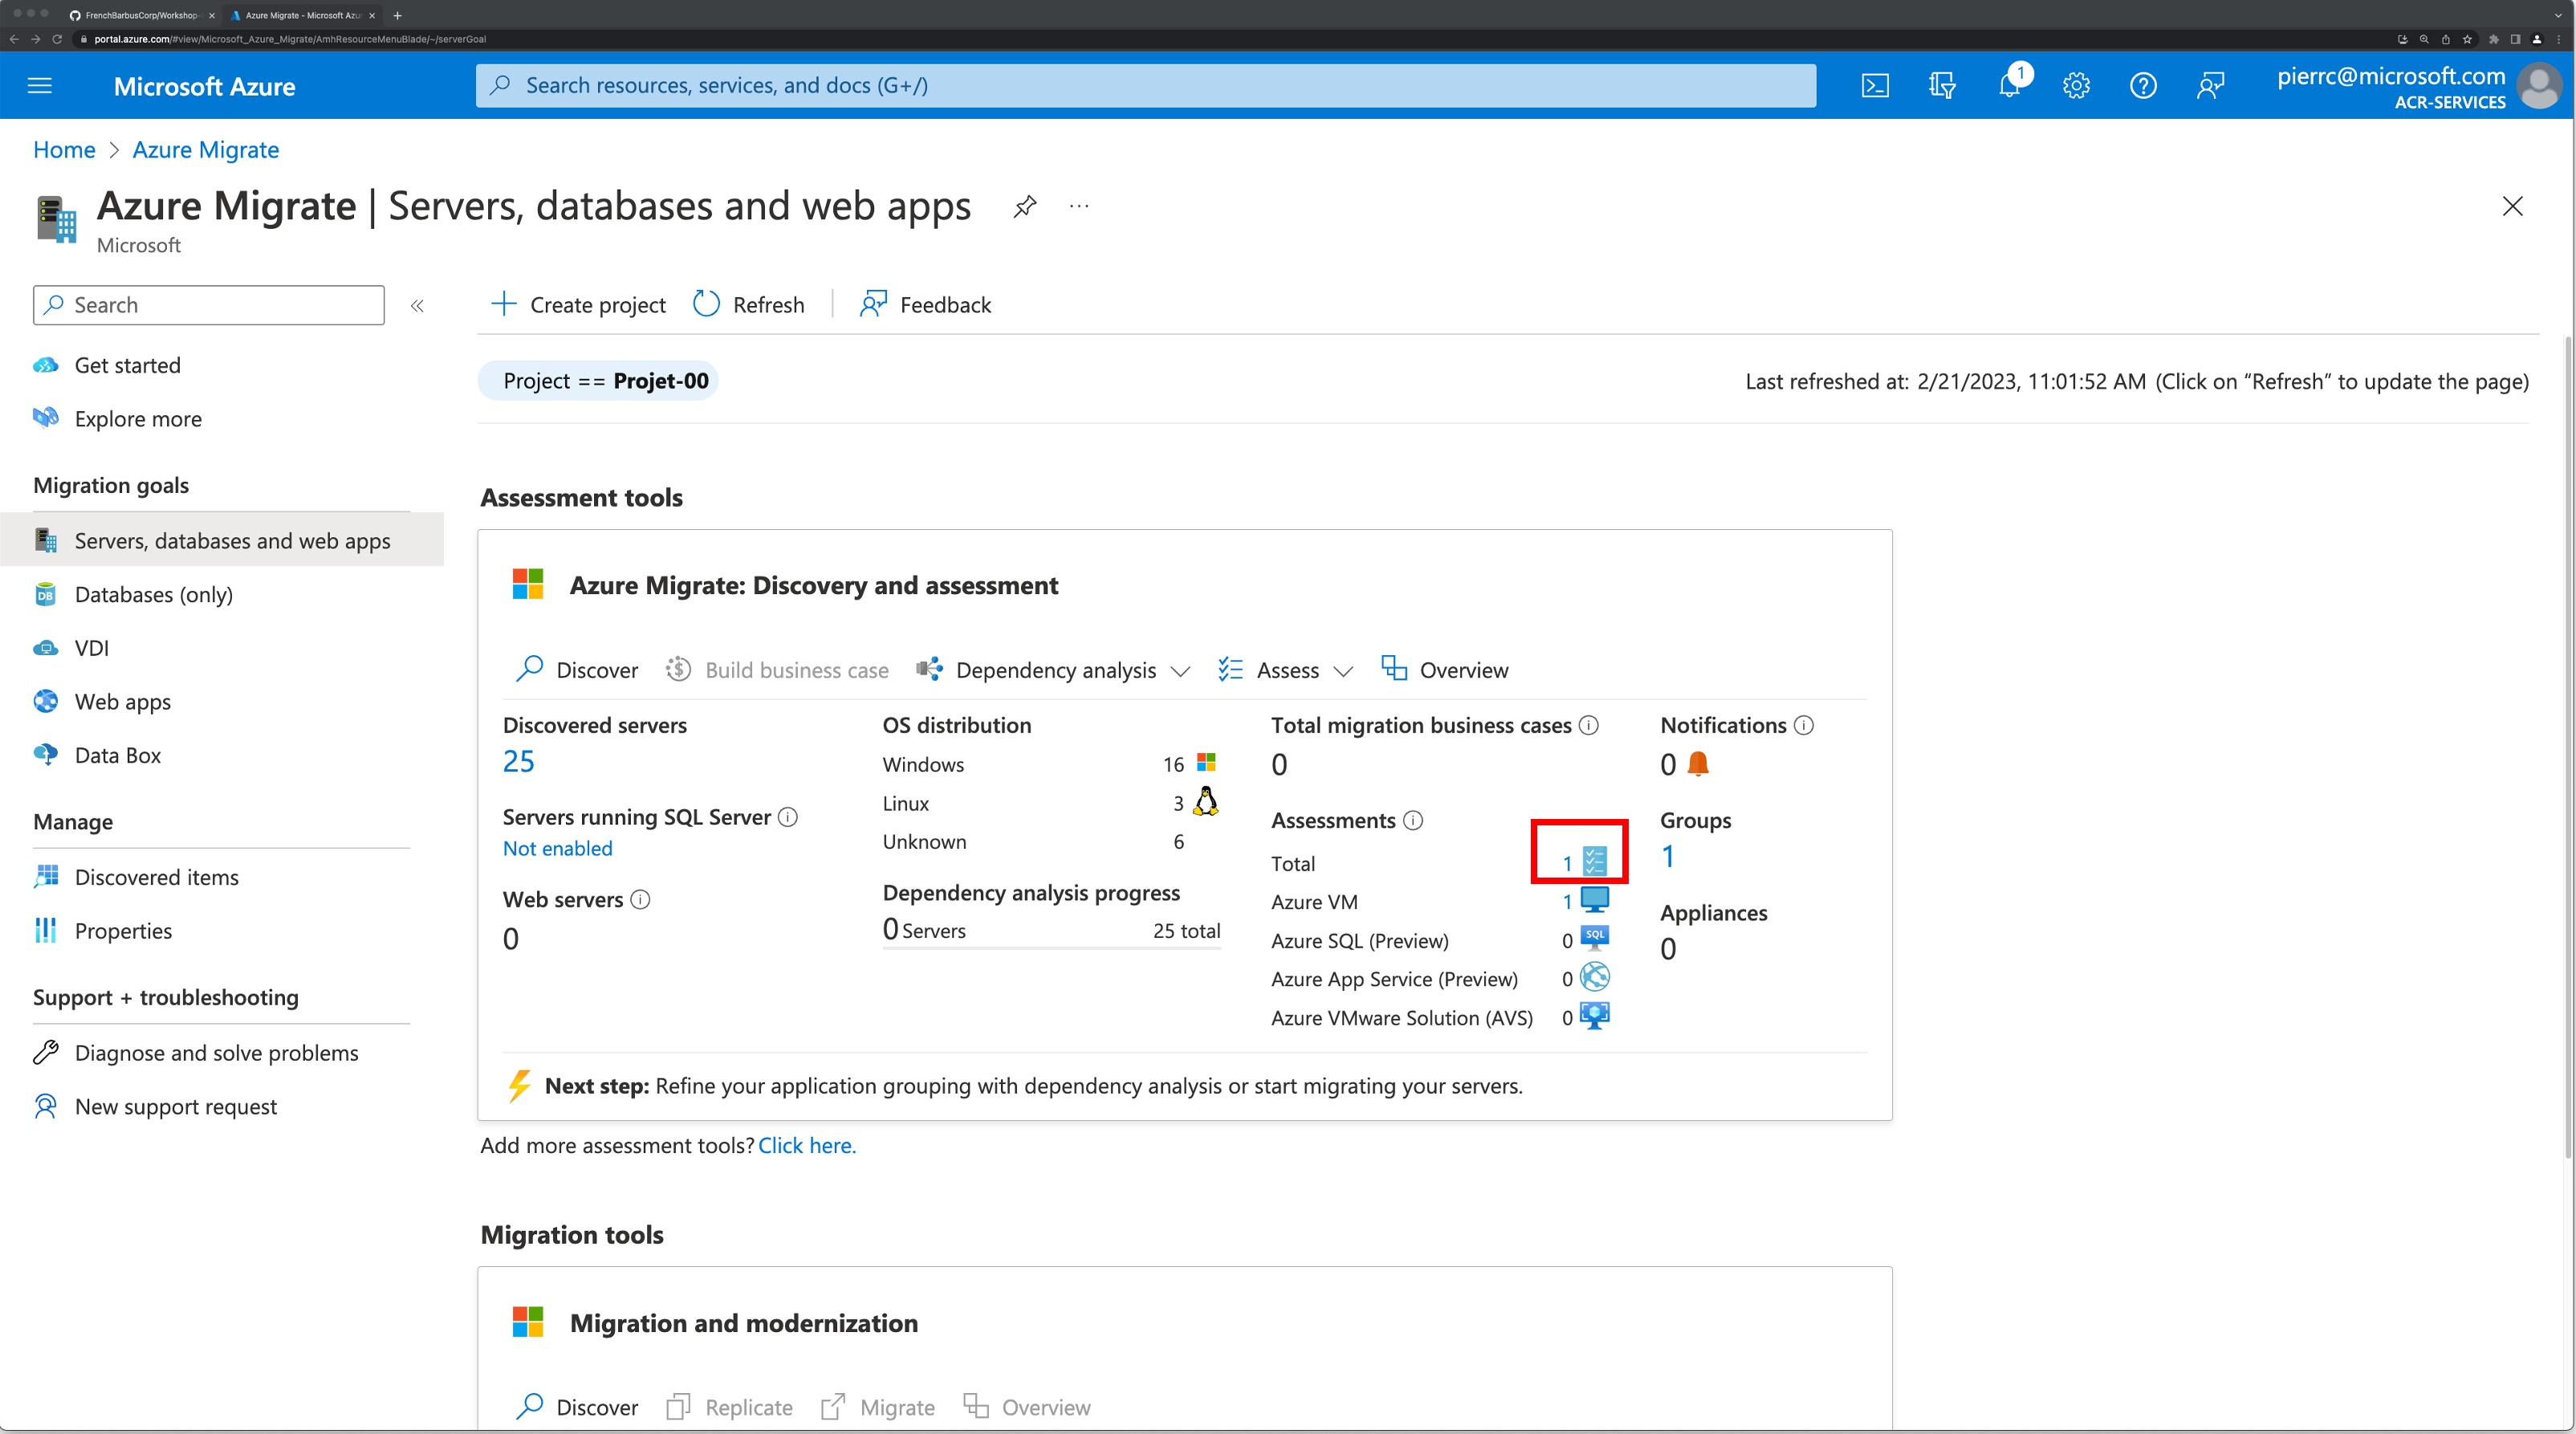 FrenchBarbusCorp/Workshop-
Azure Migrate - Microsoft Azu
portal.azure.com/#view/Microsoft_Azure_Migrate/AmhResourceMenuBlade/~/serverGoal
Microsoft Azure
Search resources, services, and docs (G+/)
1
pierrc@microsoft.com
ACR-SERVICES
Home > Azure Migrate
Azure Migrate | Servers, databases and web apps
Microsoft
Search
Create project
Refresh
Feedback
Get started
Explore more
Migration goals
Servers, databases and web apps
Databases (only)
VDI
Web apps
Data Box
Manage
Discovered items
Properties
Support + troubleshooting
Diagnose and solve problems
New support request
Project == Projet-00
Last refreshed at: 2/21/2023, 11:01:52 AM (Click on “Refresh” to update the page)
Assessment tools
Azure Migrate: Discovery and assessment
Discover
Build business case
Dependency analysis
Assess
Overview
Discovered servers
25
Servers running SQL Server
Not enabled
Web servers
0
OS distribution
Windows 16
Linux 3
Unknown 6
Dependency analysis progress
0 Servers 25 total
Total migration business cases
0
Assessments
Total 1
Azure VM 1
Azure SQL (Preview) 0
SQL
Azure App Service (Preview) 0
Azure VMware Solution (AVS) 0
Notifications
0
Groups
1
Appliances
0
Next step: Refine your application grouping with dependency analysis or start migrating your servers.
Add more assessment tools? Click here.
Migration tools
Migration and modernization
Discover
Replicate
Migrate
Overview